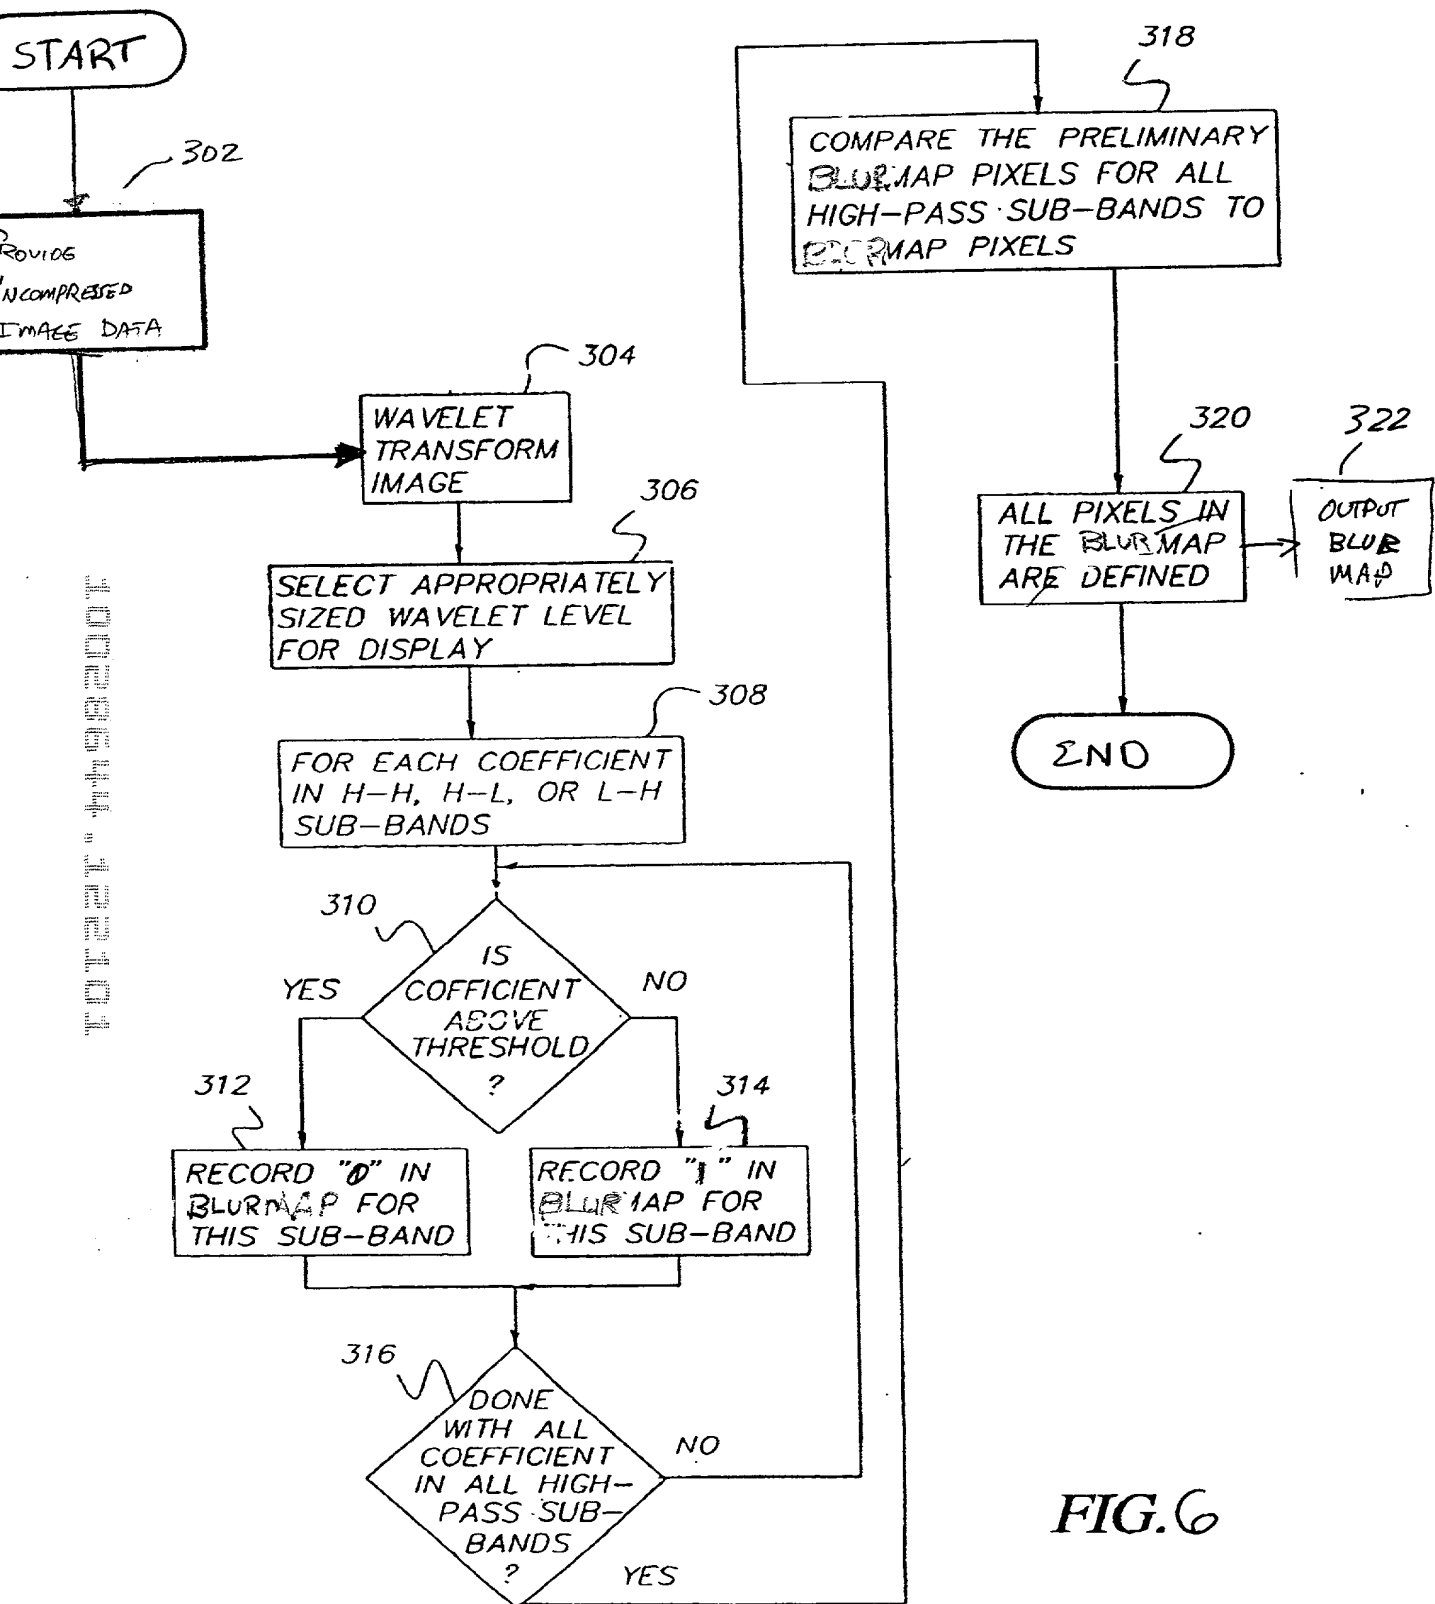 START
302
PROVIDE
UNCOMPRESSED
IMAGE DATA
304
WAVELET
TRANSFORM
IMAGE
306
SELECT APPROPRIATELY
SIZED WAVELET LEVEL
FOR DISPLAY
308
FOR EACH COEFFICIENT
IN H-H, H-L, OR L-H
SUB-BANDS
310
IS
COFFICIENT
ABOVE
THRESHOLD
?
YES
NO
312
RECORD "0" IN
BLURMAP FOR
THIS SUB-BAND
314
RECORD "1" IN
BLURMAP FOR
THIS SUB-BAND
316
DONE
WITH ALL
COEFFICIENT
IN ALL HIGH-
PASS SUB-
BANDS
?
NO
YES
318
COMPARE THE PRELIMINARY
BLURMAP PIXELS FOR ALL
HIGH-PASS SUB-BANDS TO
BLURMAP PIXELS
320
ALL PIXELS IN
THE BLURMAP
ARE DEFINED
322
OUTPUT
BLUR
MAP
END
FIG. 6